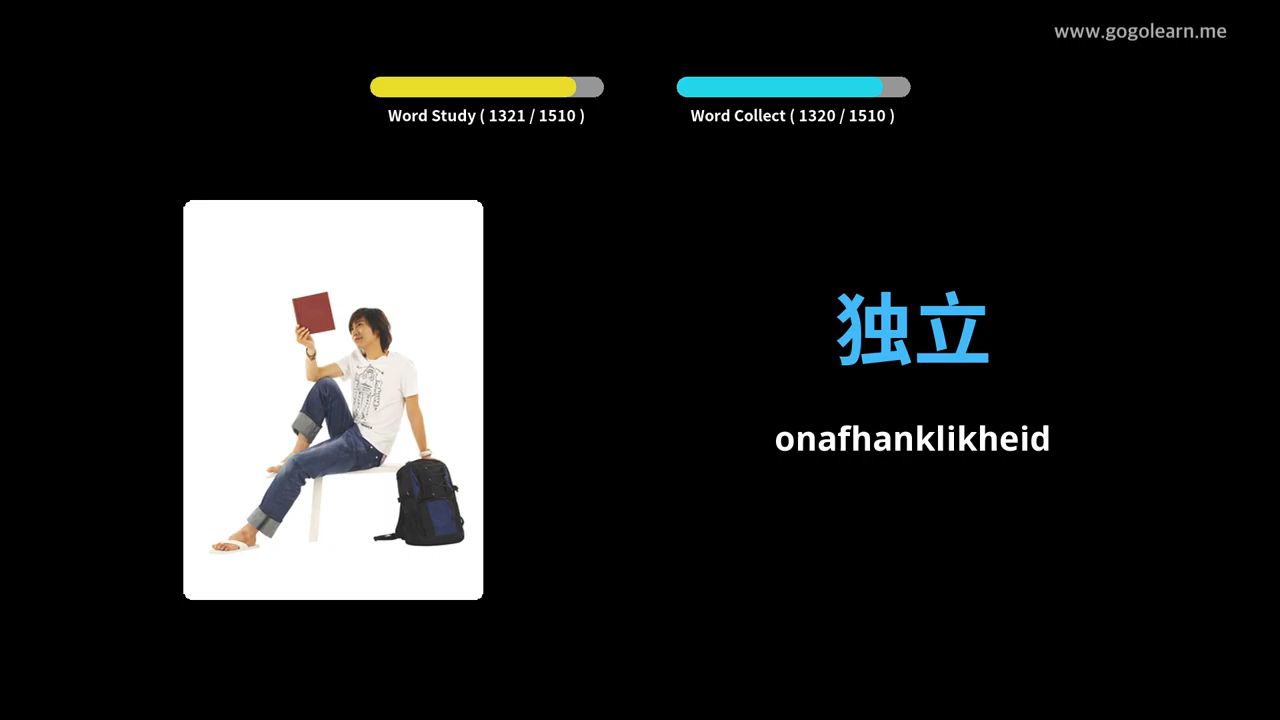 www.gogolearn.me
Word Study ( 1321 / 1510 )
Word Collect ( 1320 / 1510 )
独立
onafhanklikheid